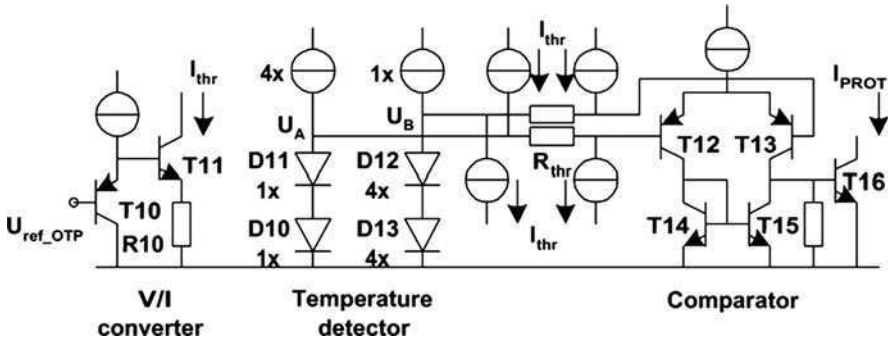 4x
1x
I_thr
I_thr
I_PROT
U_A
U_B
T11
D11
D12
R_thr
T12
T13
1x
4x
T16
U_ref_OTP
T10
R10
D10
D13
T14
T15
1x
4x
I_thr
V/I
converter
Temperature
detector
Comparator